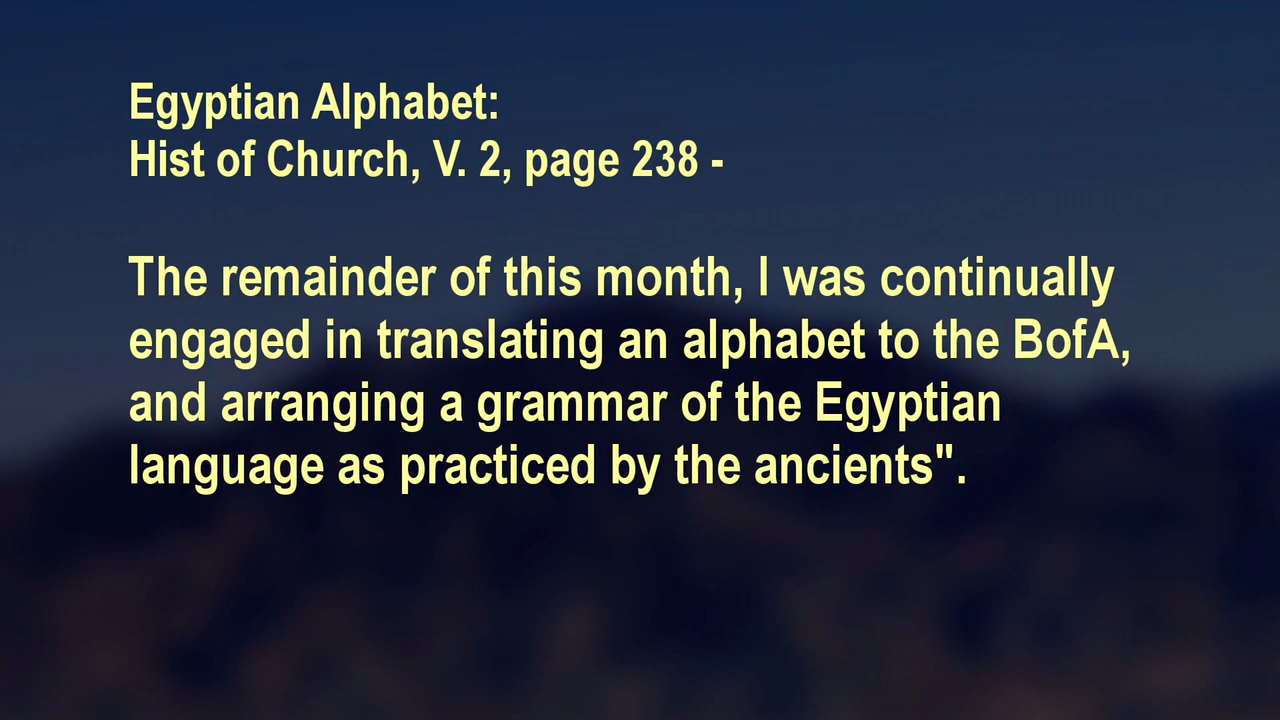 Egyptian Alphabet:
Hist of Church, V. 2, page 238 -
The remainder of this month, I was continually
engaged in translating an alphabet to the BofA,
and arranging a grammar of the Egyptian
language as practiced by the ancients".